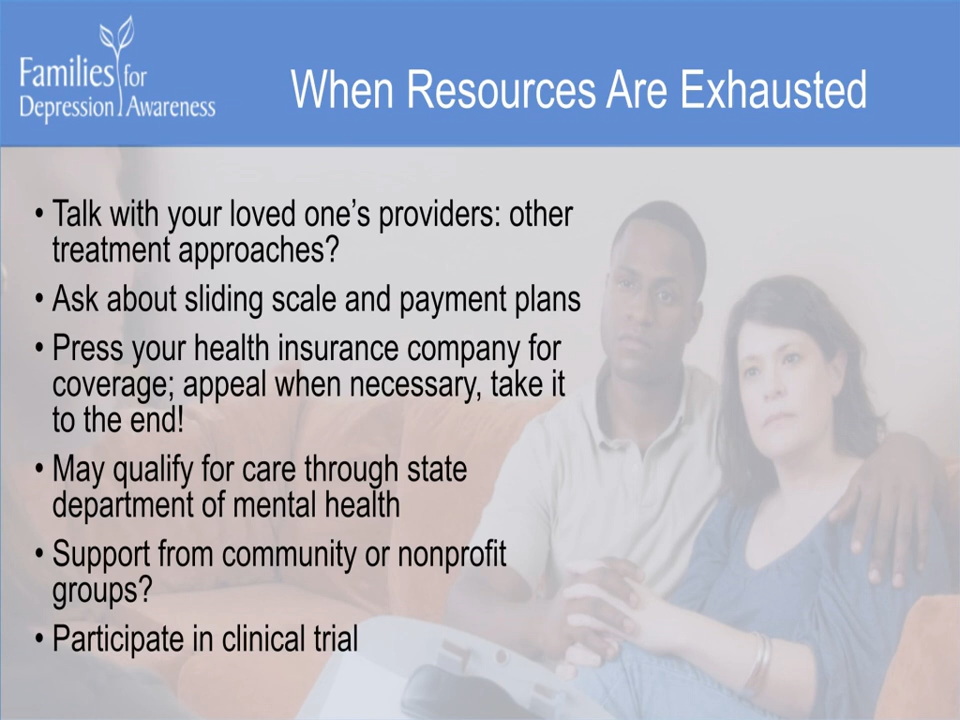 Families for
Depression Awareness
When Resources Are Exhausted
• Talk with your loved one’s providers: other
treatment approaches?
• Ask about sliding scale and payment plans
• Press your health insurance company for
coverage; appeal when necessary, take it
to the end!
• May qualify for care through state
department of mental health
• Support from community or nonprofit
groups?
• Participate in clinical trial